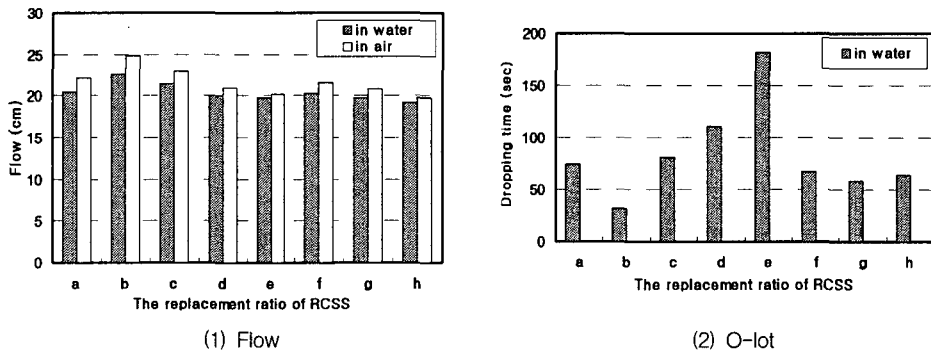 30
25
20
15
10
5
0
Flow (cm)
in water
in air
a b c d e f g h
The replacement ratio of RCSS
(1) Flow
200
150
100
50
0
Dropping time (sec)
in water
a b c d e f g h
The replacement ratio of RCSS
(2) O-lot